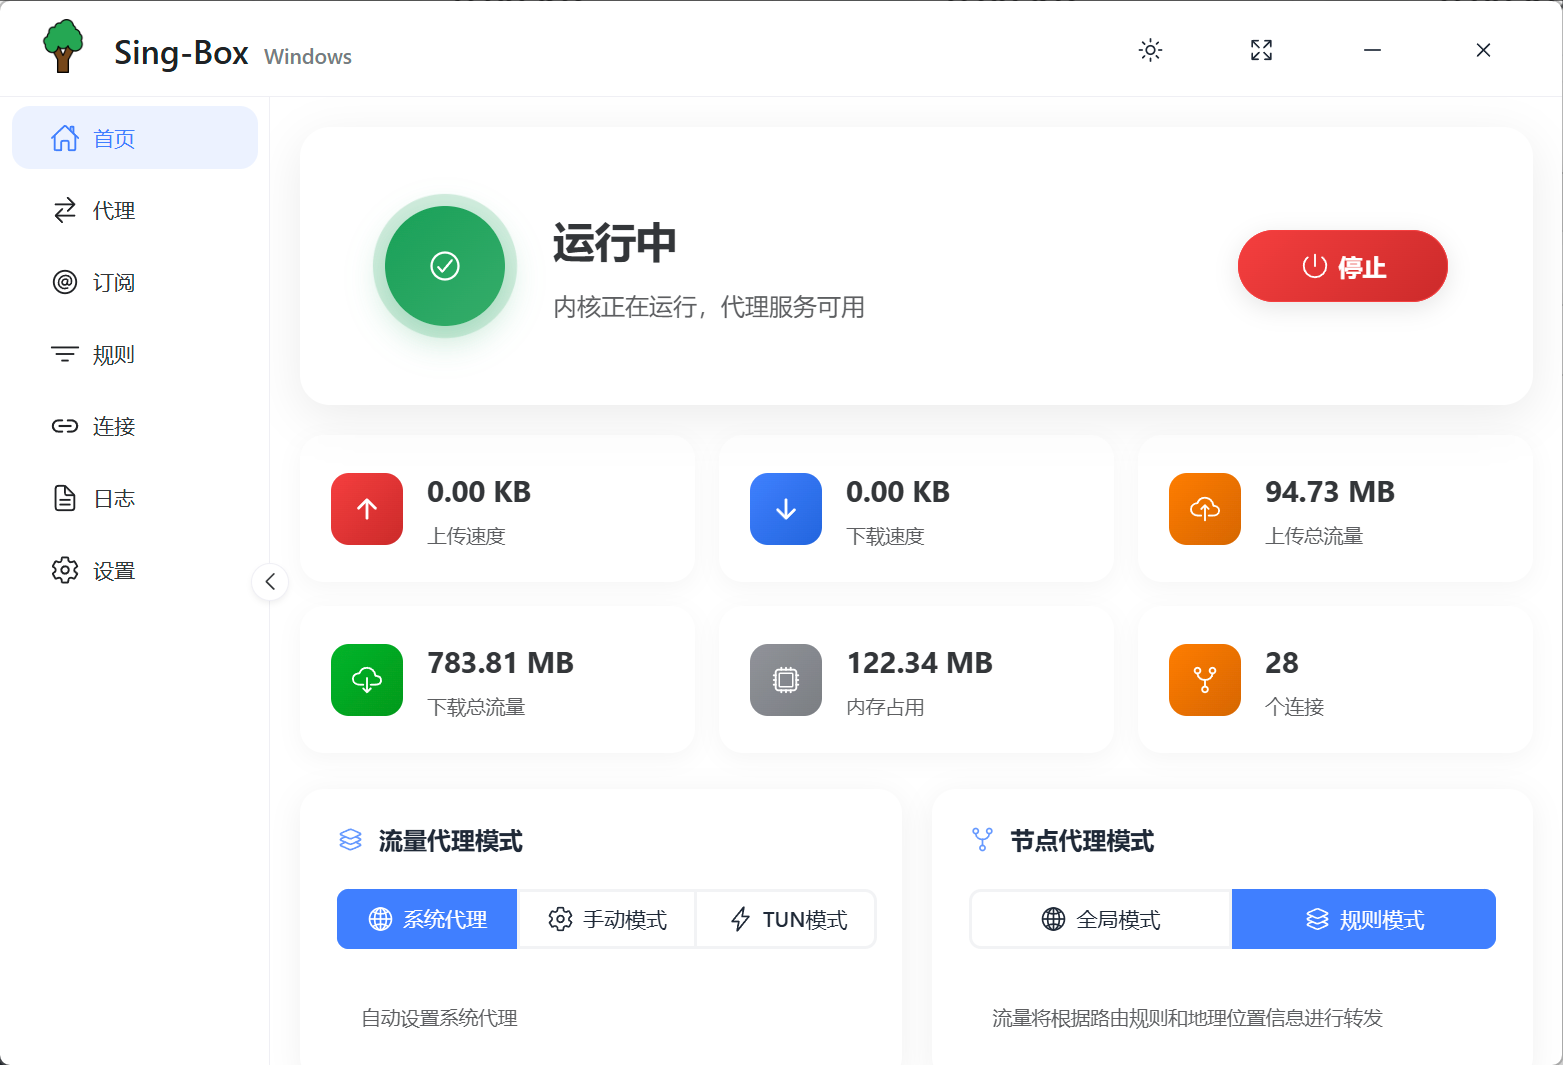 Sing-Box Windows
首页
代理
订阅
规则
连接
日志
设置
运行中
内核正在运行，代理服务可用
停止
0.00 KB
上传速度
0.00 KB
下载速度
94.73 MB
上传总流量
783.81 MB
下载总流量
122.34 MB
内存占用
28
个连接
流量代理模式
系统代理 手动模式 TUN模式
自动设置系统代理
节点代理模式
全局模式 规则模式
流量将根据路由规则和地理位置信息进行转发